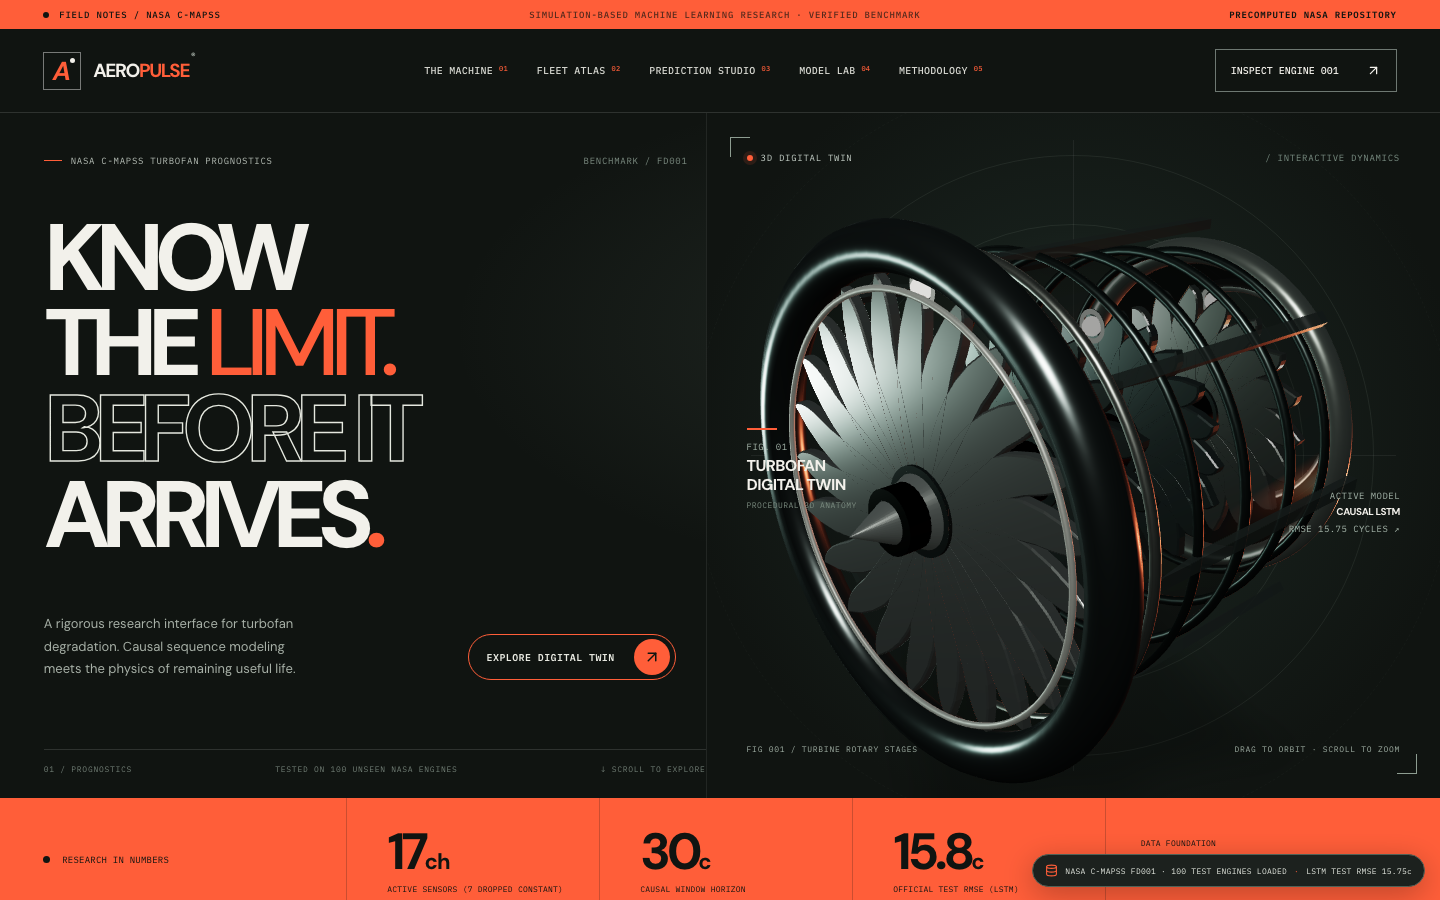 FIELD NOTES / NASA C-MAPSS
SIMULATION-BASED MACHINE LEARNING RESEARCH · VERIFIED BENCHMARK
PRECOMPUTED NASA REPOSITORY
A
AEROPULSE
THE MACHINE 01
FLEET ATLAS 02
PREDICTION STUDIO 03
MODEL LAB 04
METHODOLOGY 05
INSPECT ENGINE 001
NASA C-MAPSS TURBOFAN PROGNOSTICS
BENCHMARK / FD001
KNOW
THE LIMIT.
BEFORE IT
ARRIVES.
A rigorous research interface for turbofan
degradation. Causal sequence modeling
meets the physics of remaining useful life.
EXPLORE DIGITAL TWIN
01 / PROGNOSTICS
TESTED ON 100 UNSEEN NASA ENGINES
↓ SCROLL TO EXPLORE
3D DIGITAL TWIN
/ INTERACTIVE DYNAMICS
FIG. 01
TURBOFAN
DIGITAL TWIN
PROCEDURAL 3D ANATOMY
ACTIVE MODEL
CAUSAL LSTM
RMSE 15.75 CYCLES ↗
FIG 001 / TURBINE ROTARY STAGES
DRAG TO ORBIT · SCROLL TO ZOOM
RESEARCH IN NUMBERS
17ch
ACTIVE SENSORS (7 DROPPED CONSTANT)
30c
CAUSAL WINDOW HORIZON
15.8c
OFFICIAL TEST RMSE (LSTM)
DATA FOUNDATION
NASA C-MAPSS FD001 · 100 TEST ENGINES LOADED · LSTM TEST RMSE 15.75c